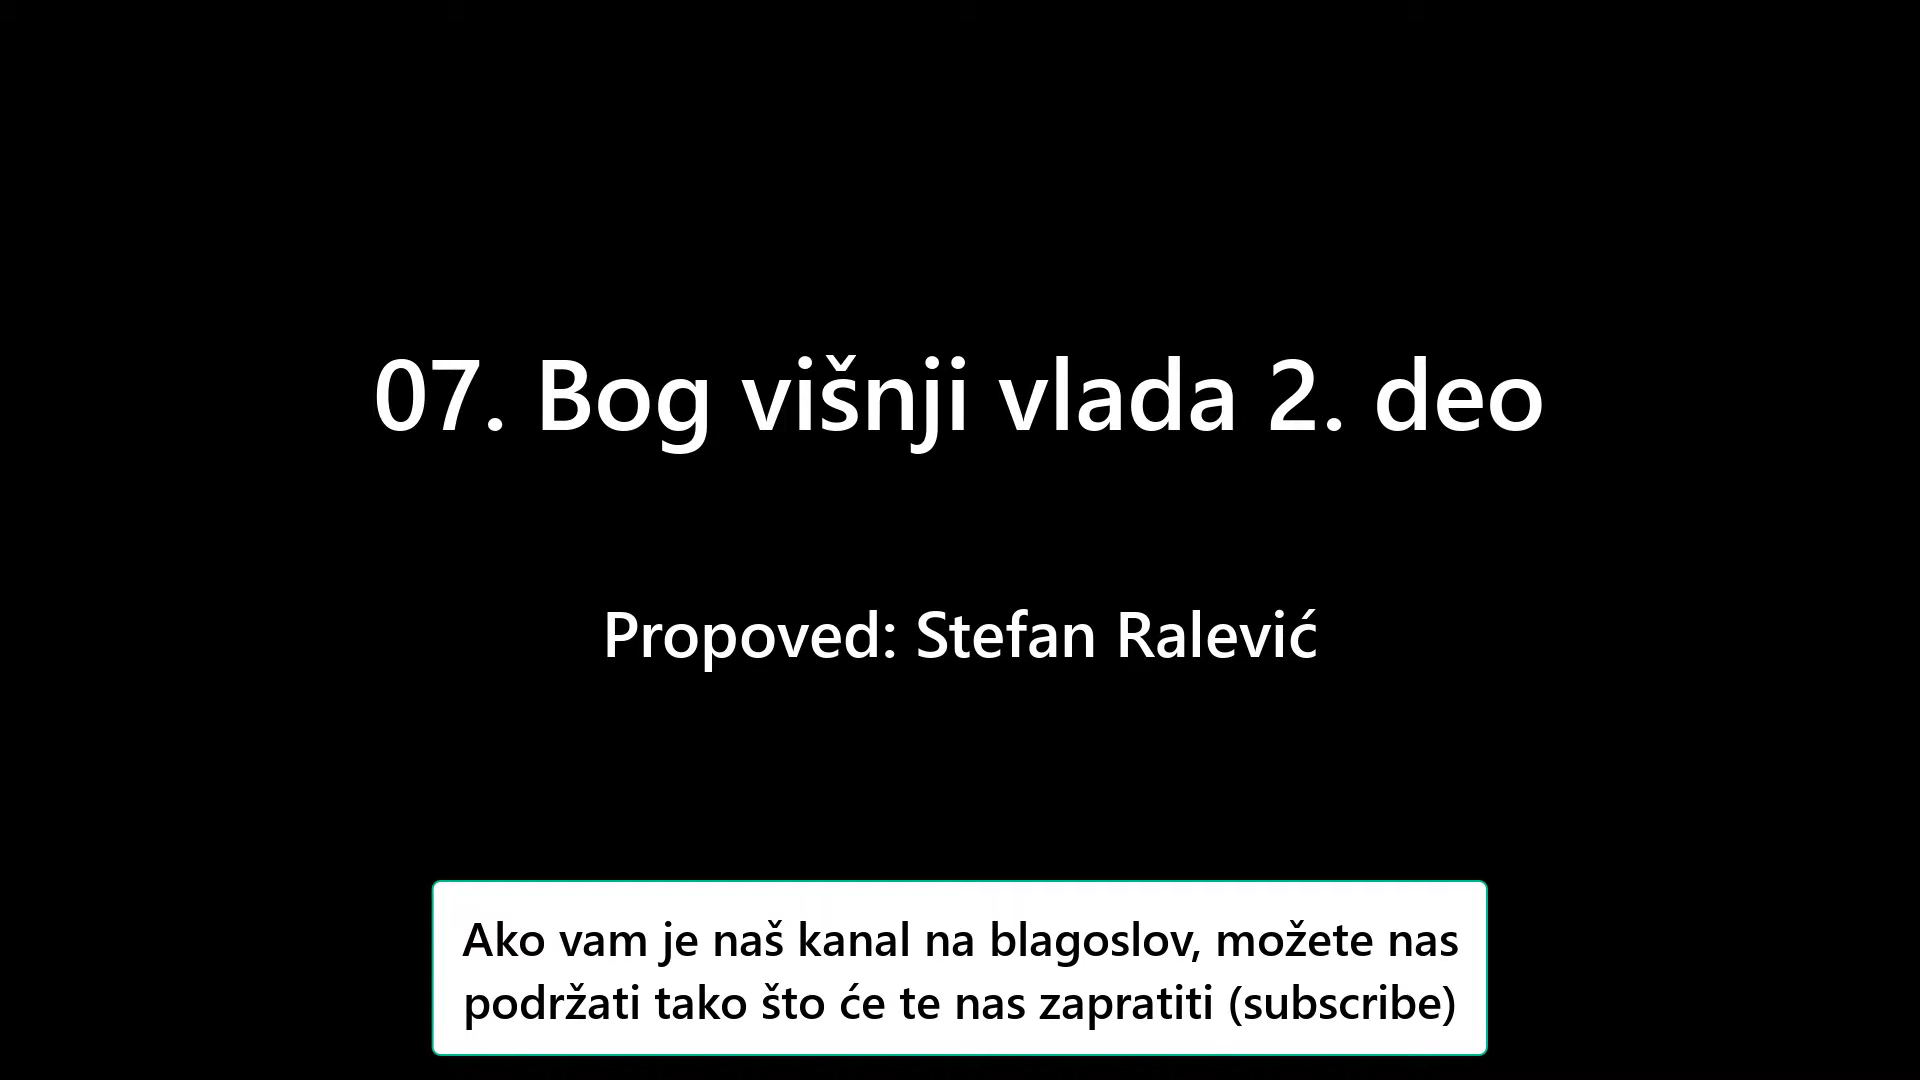 07. Bog višnji vlada 2. deo
Propoved: Stefan Ralević
Ako vam je naš kanal na blagoslov, možete nas
podržati tako što će te nas zapratiti (subscribe)